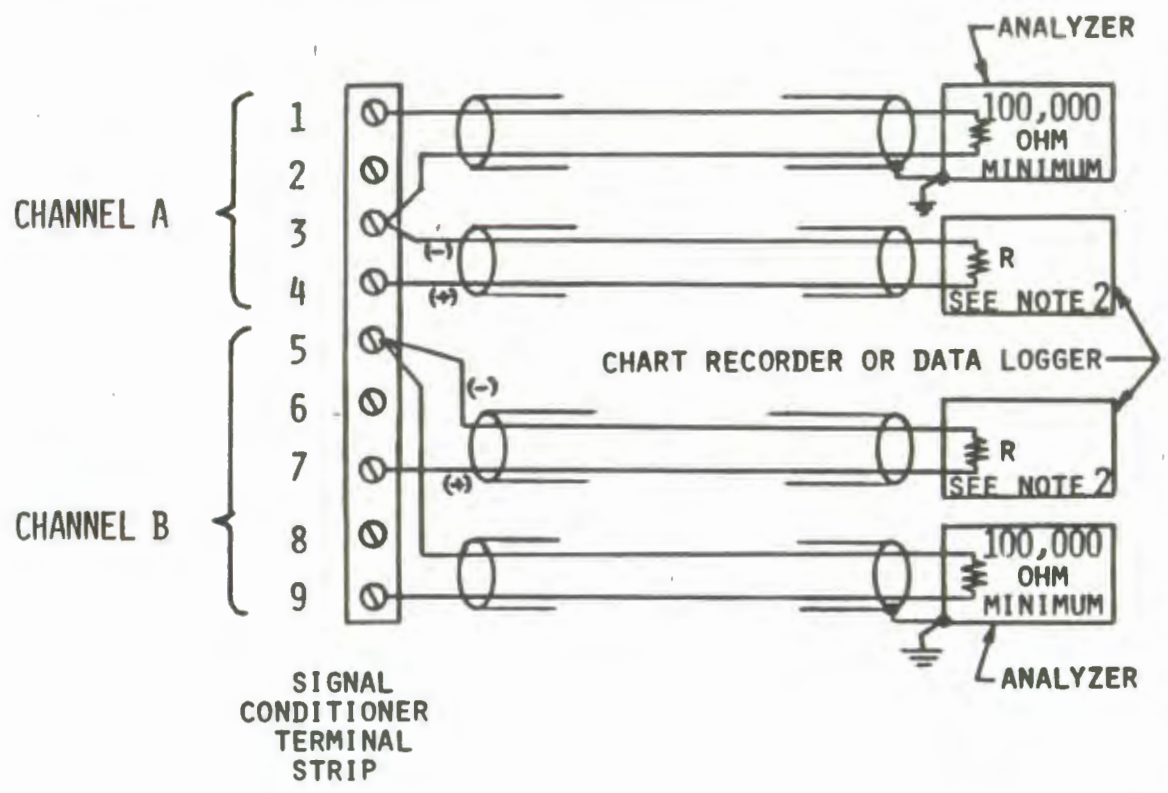 ANALYZER
1
2
3
4
5
6
7
8
9
CHANNEL A
CHANNEL B
100,000
OHM
MINIMUM
(-)
(+)
R
SEE NOTE 2
CHART RECORDER OR DATA LOGGER
(-)
(+)
R
SEE NOTE 2
100,000
OHM
MINIMUM
ANALYZER
SIGNAL
CONDITIONER
TERMINAL
STRIP